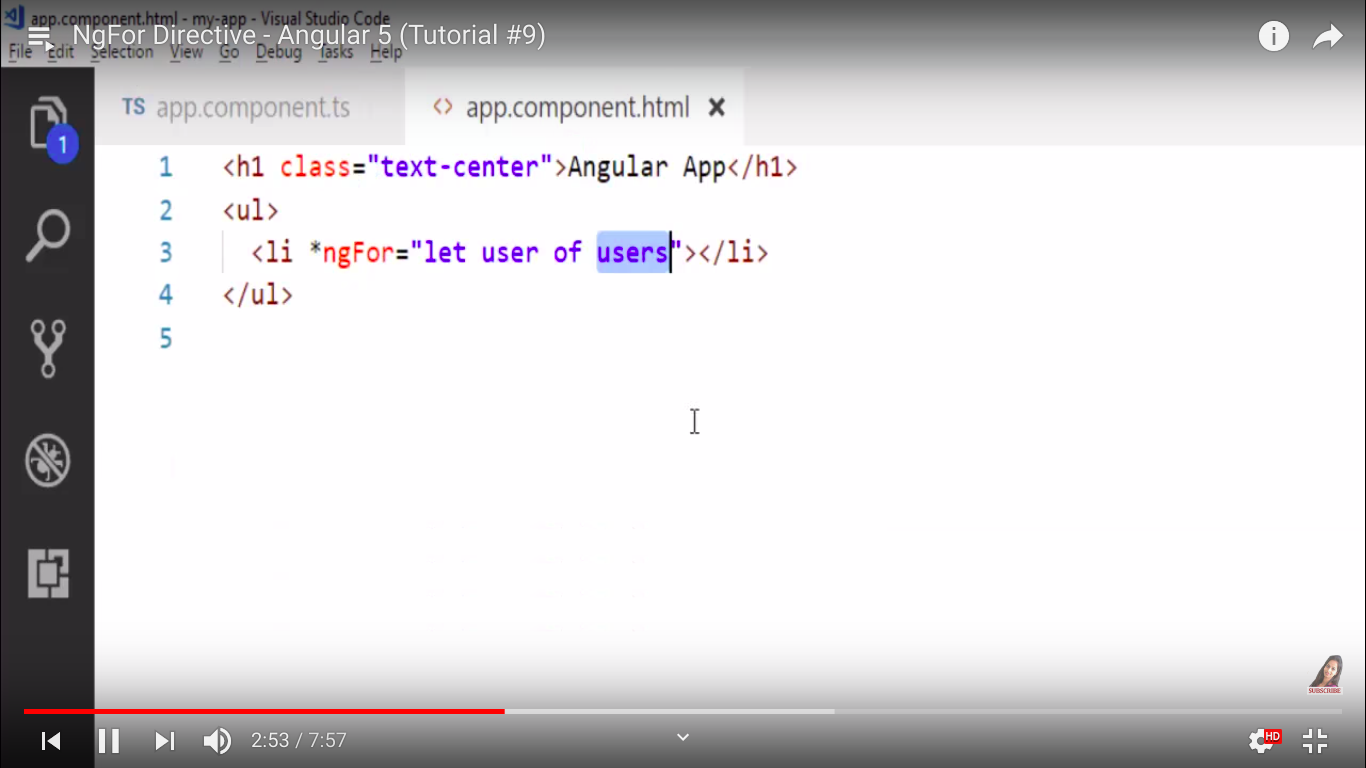 app.component.html - my-app - Visual Studio Code
NgFor Directive - Angular 5 (Tutorial #9)
File Edit Selection View Go Debug Tasks Help
TS app.component.ts
<> app.component.html ×
1
1 <h1 class="text-center">Angular App</h1>
2 <ul>
3 <li *ngFor="let user of users"></li>
4 </ul>
5
SUBSCRIBE
2:53 / 7:57
HD